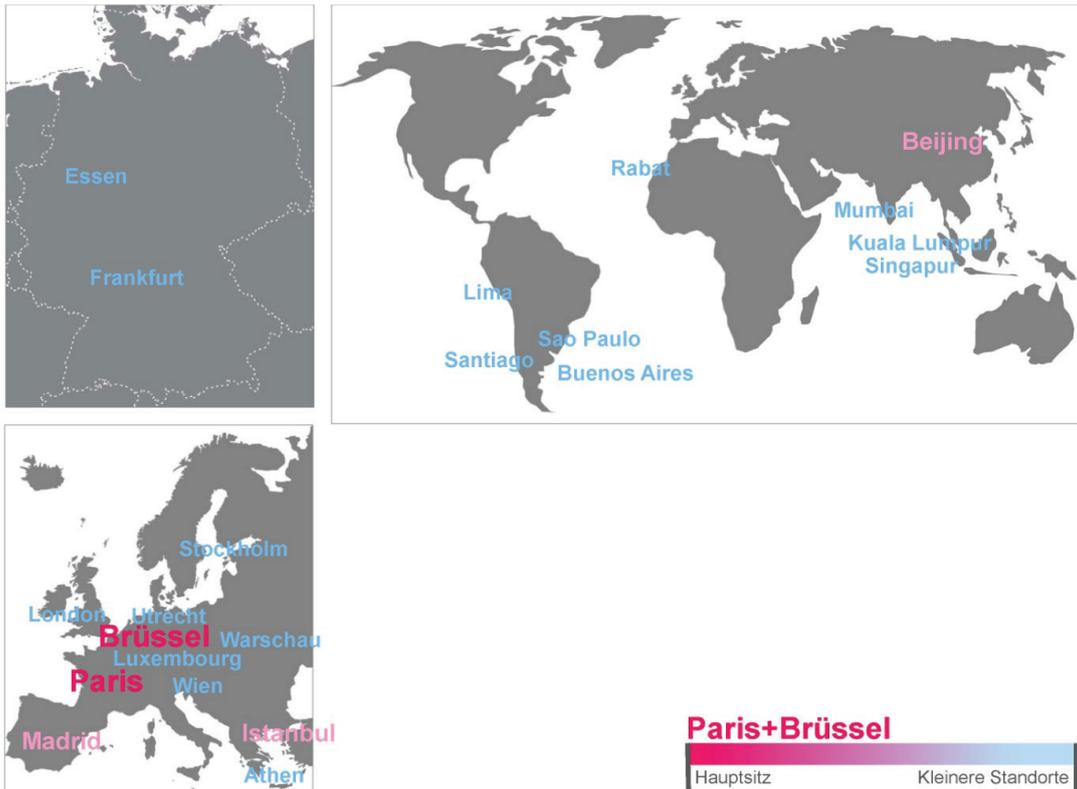 Essen
Frankfurt
Beijing
Rabat
Mumbai
Kuala Lumpur
Singapur
Lima
Sao Paulo
Santiago
Buenos Aires
Stockholm
London
Utrecht
Brüssel
Warschau
Luxembourg
Paris
Wien
Madrid
Istanbul
Athen
Paris+Brüssel
Hauptsitz
Kleinere Standorte